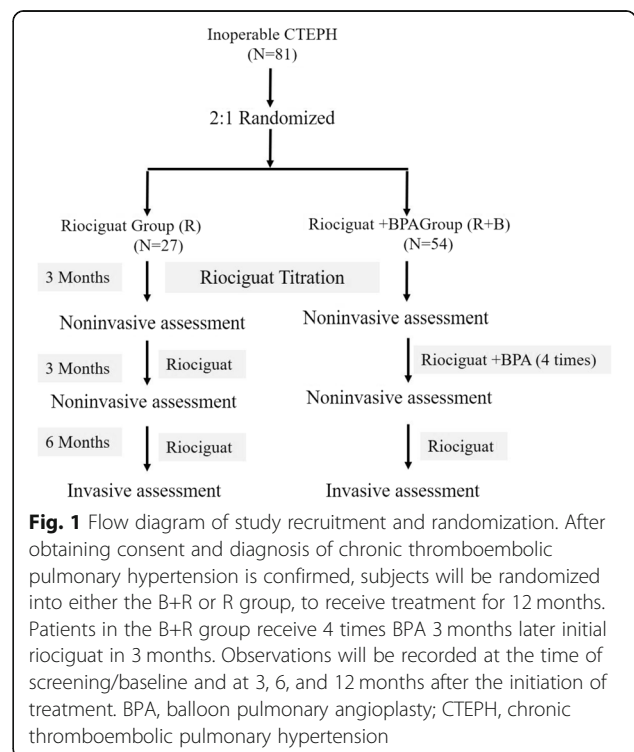 Inoperable CTEPH
(N=81)
2:1 Randomized
Riociguat Group (R)
(N=27)
Riociguat +BPAGroup (R+B)
(N=54)
3 Months
Riociguat Titration
Noninvasive assessment
Noninvasive assessment
3 Months
Riociguat
Riociguat +BPA (4 times)
Noninvasive assessment
Noninvasive assessment
6 Months
Riociguat
Riociguat
Invasive assessment
Invasive assessment
Fig. 1 Flow diagram of study recruitment and randomization. After
obtaining consent and diagnosis of chronic thromboembolic
pulmonary hypertension is confirmed, subjects will be randomized
into either the B+R or R group, to receive treatment for 12 months.
Patients in the B+R group receive 4 times BPA 3 months later initial
riociguat in 3 months. Observations will be recorded at the time of
screening/baseline and at 3, 6, and 12 months after the initiation of
treatment. BPA, balloon pulmonary angioplasty; CTEPH, chronic
thromboembolic pulmonary hypertension